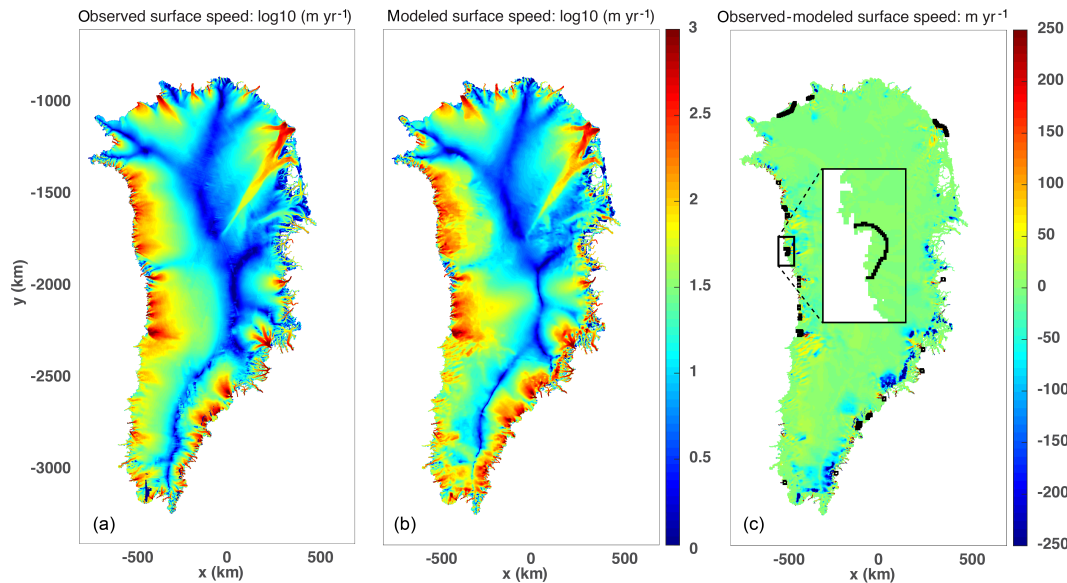 Observed surface speed: log10 (m yr⁻¹)
Modeled surface speed: log10 (m yr⁻¹)
Observed-modeled surface speed: m yr⁻¹
y (km)
-1000
-1500
-2000
-2500
-3000
(a)
-500 0 500
x (km)
(b)
-500 0 500
x (km)
3
2.5
2
1.5
1
0.5
0
(c)
-500 0 500
x (km)
250
200
150
100
50
0
-50
-100
-150
-200
-250